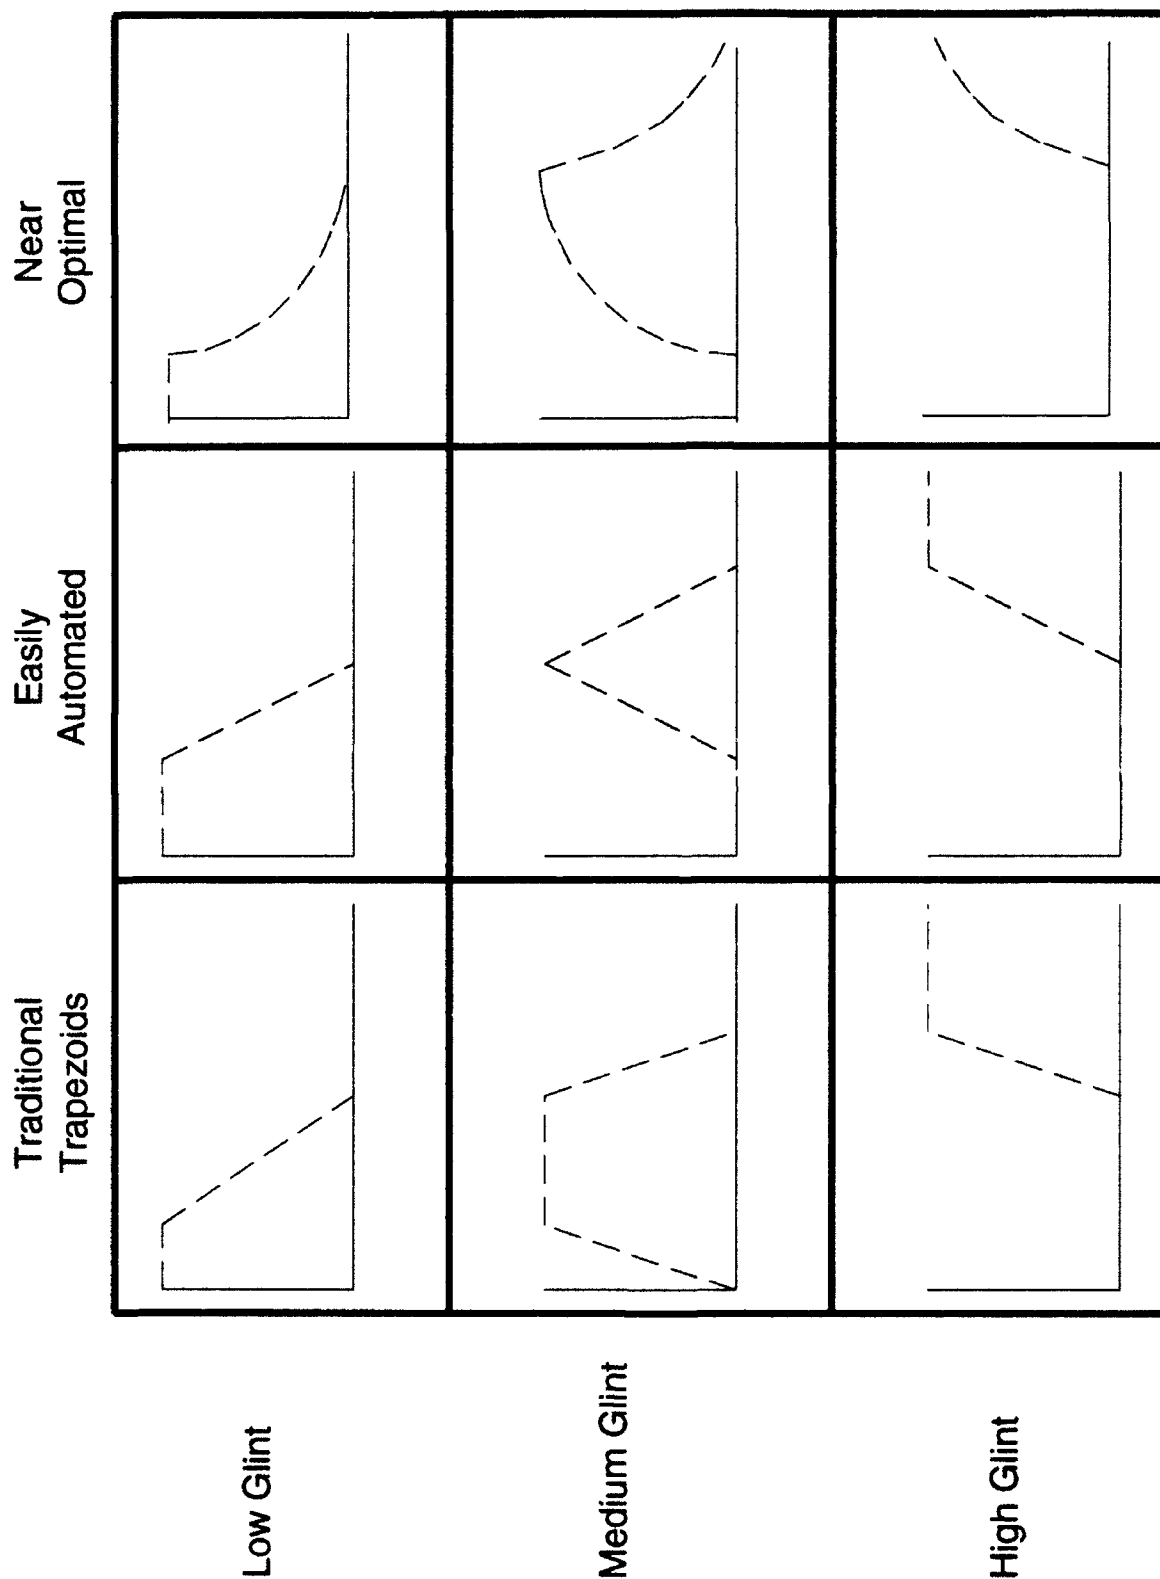 Traditional
Trapezoids
Easily
Automated
Near
Optimal
Low Glint
Medium Glint
High Glint